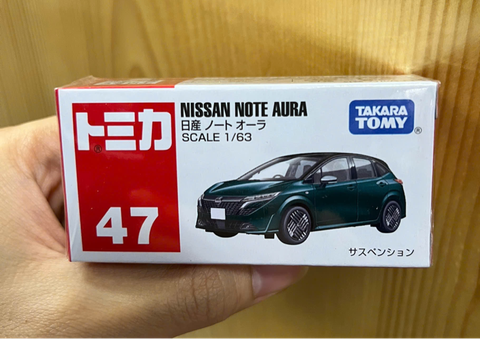 トミカ
47
NISSAN NOTE AURA
日産 ノート オーラ
SCALE 1/63
TAKARA
TOMY
®
サスペンション